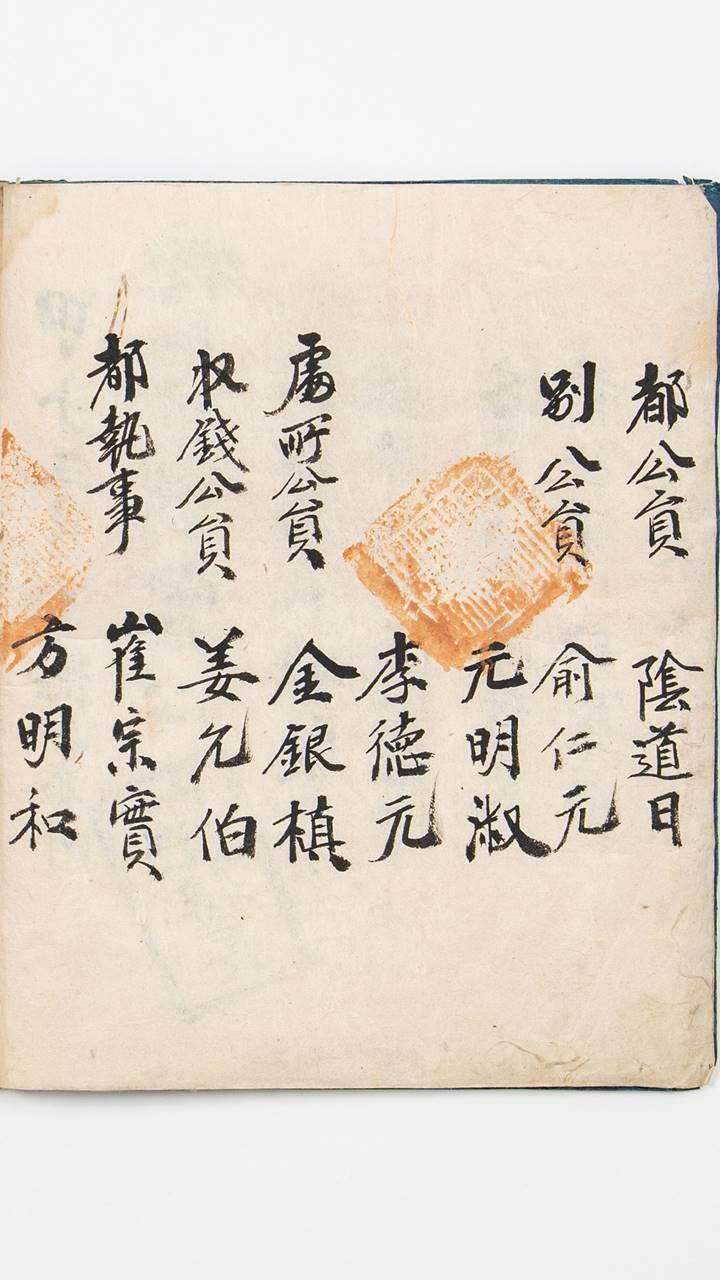 都公員 陰道日
別公員 俞仁元
元明淑
李德元
處所公員 金銀楨
收錢公員 姜允伯
都執事 崔宗實
方明和